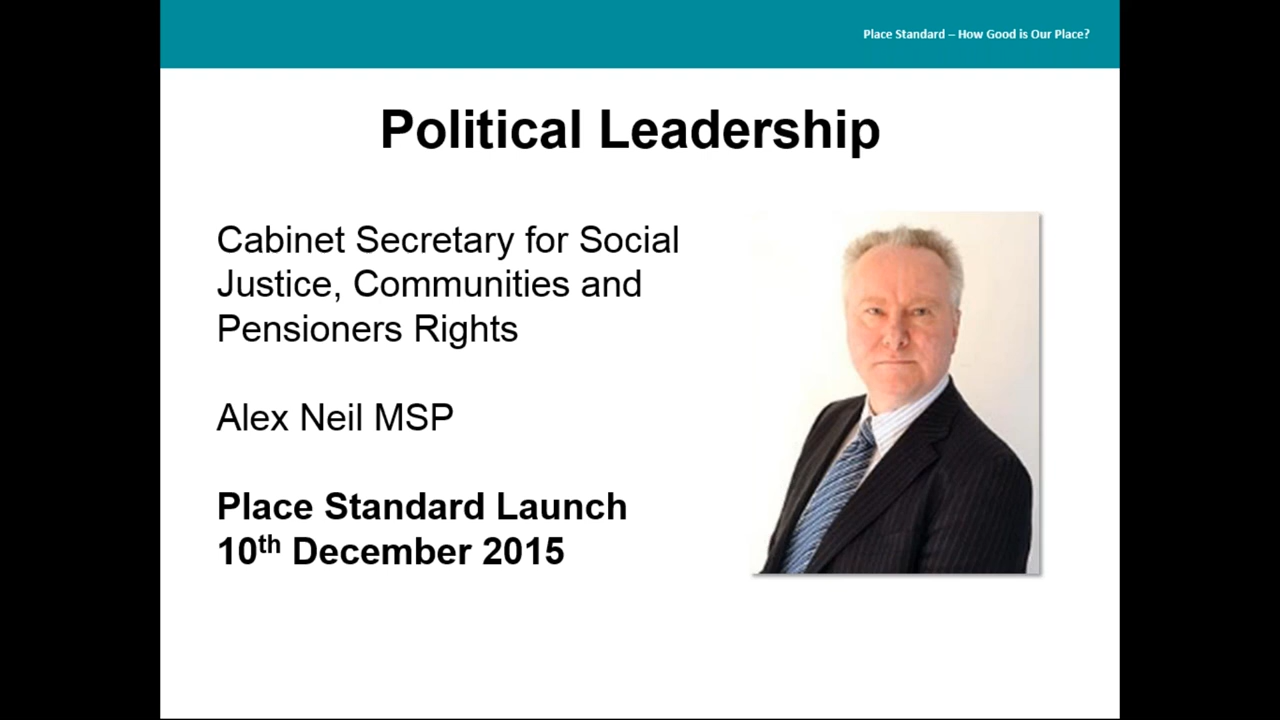 Place Standard – How Good is Our Place?
Political Leadership
Cabinet Secretary for Social
Justice, Communities and
Pensioners Rights
Alex Neil MSP
Place Standard Launch
10th December 2015